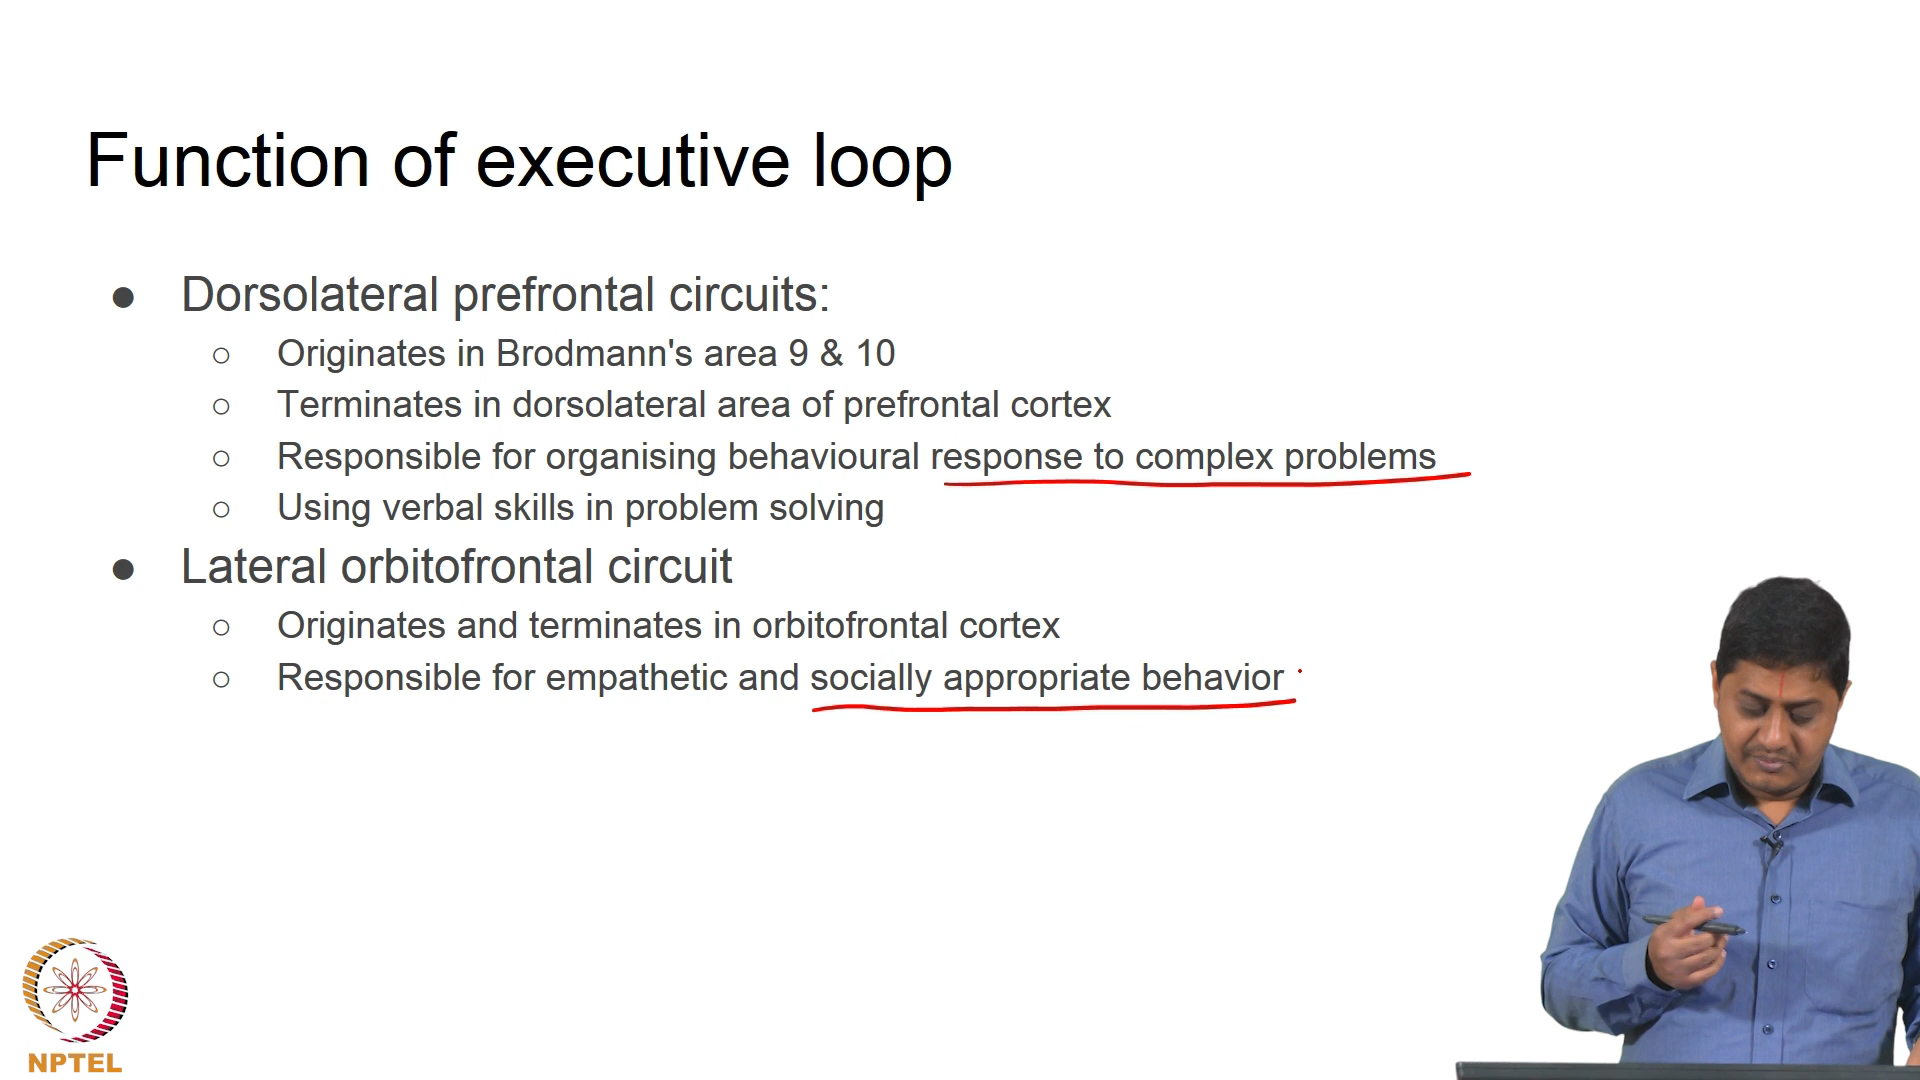 Function of executive loop
● Dorsolateral prefrontal circuits:
○ Originates in Brodmann's area 9 & 10
○ Terminates in dorsolateral area of prefrontal cortex
○ Responsible for organising behavioural response to complex problems
○ Using verbal skills in problem solving
● Lateral orbitofrontal circuit
○ Originates and terminates in orbitofrontal cortex
○ Responsible for empathetic and socially appropriate behavior
NPTEL